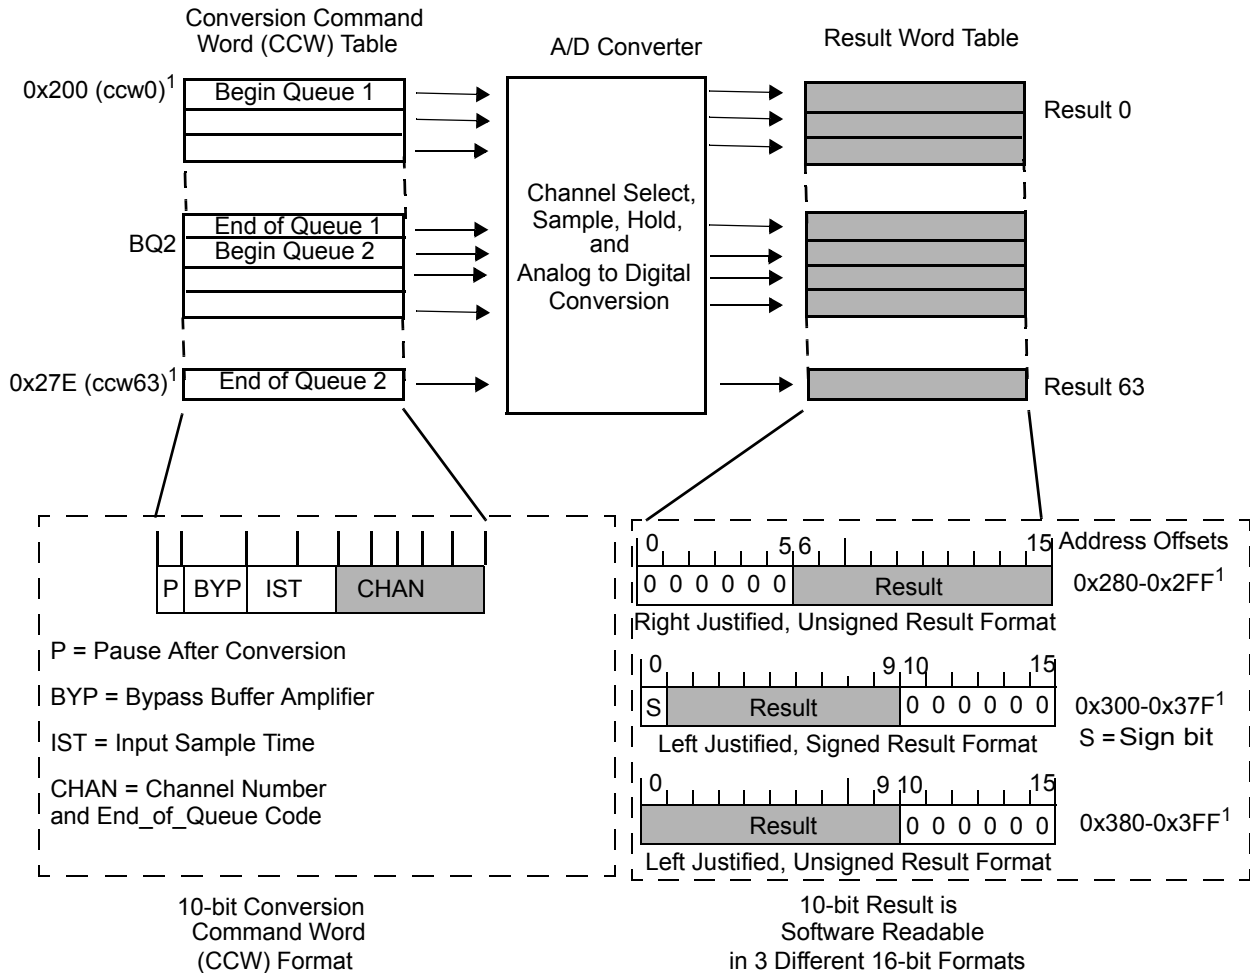 Conversion Command
Word (CCW) Table
A/D Converter
Result Word Table
0x200 (ccw0)1
Begin Queue 1
Result 0
Channel Select,
Sample, Hold,
and
Analog to Digital
Conversion
End of Queue 1
BQ2
Begin Queue 2
0x27E (ccw63)1
End of Queue 2
Result 63
P BYP IST CHAN
P = Pause After Conversion
BYP = Bypass Buffer Amplifier
IST = Input Sample Time
CHAN = Channel Number
and End_of_Queue Code
10-bit Conversion
Command Word
(CCW) Format
0 5 6 15 Address Offsets
0 0 0 0 0 0 Result 0x280-0x2FF1
Right Justified, Unsigned Result Format
0 9 10 15
S Result 0 0 0 0 0 0 0x300-0x37F1
S = Sign bit
Left Justified, Signed Result Format
0 9 10 15
Result 0 0 0 0 0 0 0x380-0x3FF1
Left Justified, Unsigned Result Format
10-bit Result is
Software Readable
in 3 Different 16-bit Formats